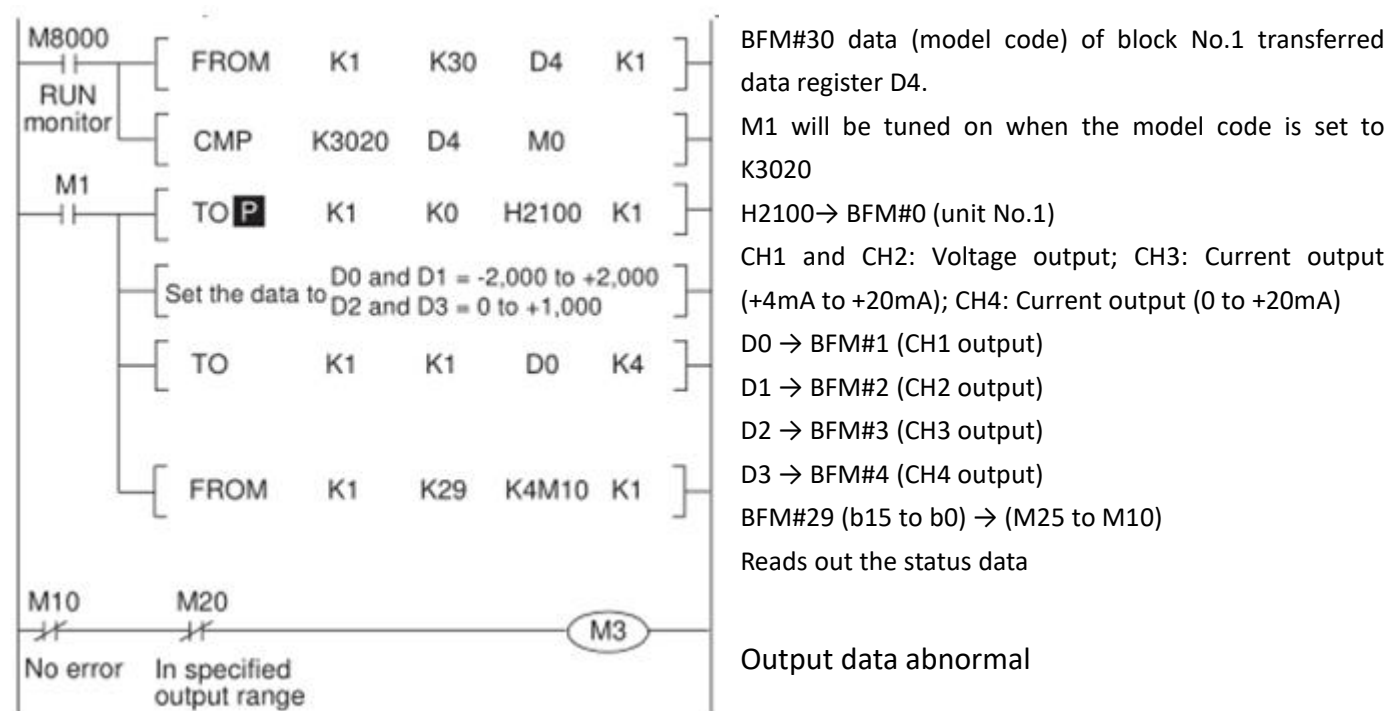 M8000
FROM K1 K30 D4 K1
RUN
monitor
CMP K3020 D4 M0
M1
TO P K1 K0 H2100 K1
Set the data to D0 and D1 = -2,000 to +2,000
D2 and D3 = 0 to +1,000
TO K1 K1 D0 K4
FROM K1 K29 K4M10 K1
M10 M20
M3
No error In specified
output range
BFM#30 data (model code) of block No.1 transferred
data register D4.
M1 will be tuned on when the model code is set to
K3020
H2100→ BFM#0 (unit No.1)
CH1 and CH2: Voltage output; CH3: Current output
(+4mA to +20mA); CH4: Current output (0 to +20mA)
D0 → BFM#1 (CH1 output)
D1 → BFM#2 (CH2 output)
D2 → BFM#3 (CH3 output)
D3 → BFM#4 (CH4 output)
BFM#29 (b15 to b0) → (M25 to M10)
Reads out the status data
Output data abnormal